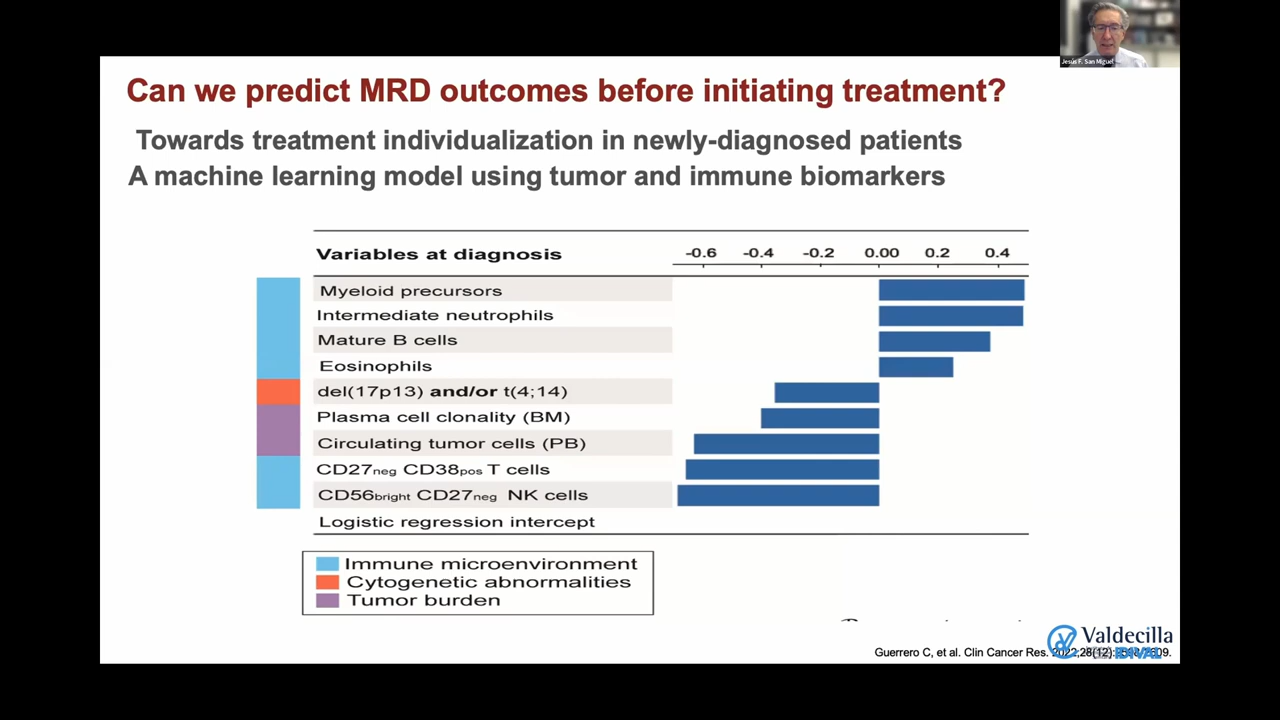 Jesús F. San Miguel
Can we predict MRD outcomes before initiating treatment?
Towards treatment individualization in newly-diagnosed patients
A machine learning model using tumor and immune biomarkers
Variables at diagnosis -0.6 -0.4 -0.2 0.00 0.2 0.4
Myeloid precursors
Intermediate neutrophils
Mature B cells
Eosinophils
del(17p13) and/or t(4;14)
Plasma cell clonality (BM)
Circulating tumor cells (PB)
CD27neg CD38pos T cells
CD56bright CD27neg NK cells
Logistic regression intercept
Immune microenvironment
Cytogenetic abnormalities
Tumor burden
Valdecilla
IDIVAL
Guerrero C, et al. Clin Cancer Res. 2022;28(12):